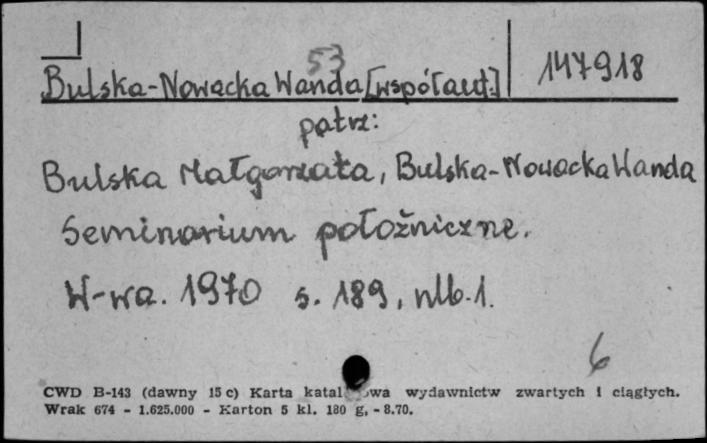 53
Bulska-Nowacka Wanda [współaut.] 147918
patrz:
Bulska Małgorzata, Bulska-Nowacka Wanda
Seminarium położnicze.
W-wa. 1970 s. 189, nlb. 1.
6
CWD B-143 (dawny 15 c) Karta katalogowa wydawnictw zwartych i ciągłych.
Wrak 674 - 1.625.000 - Karton 5 kl. 180 g, - 8.70.